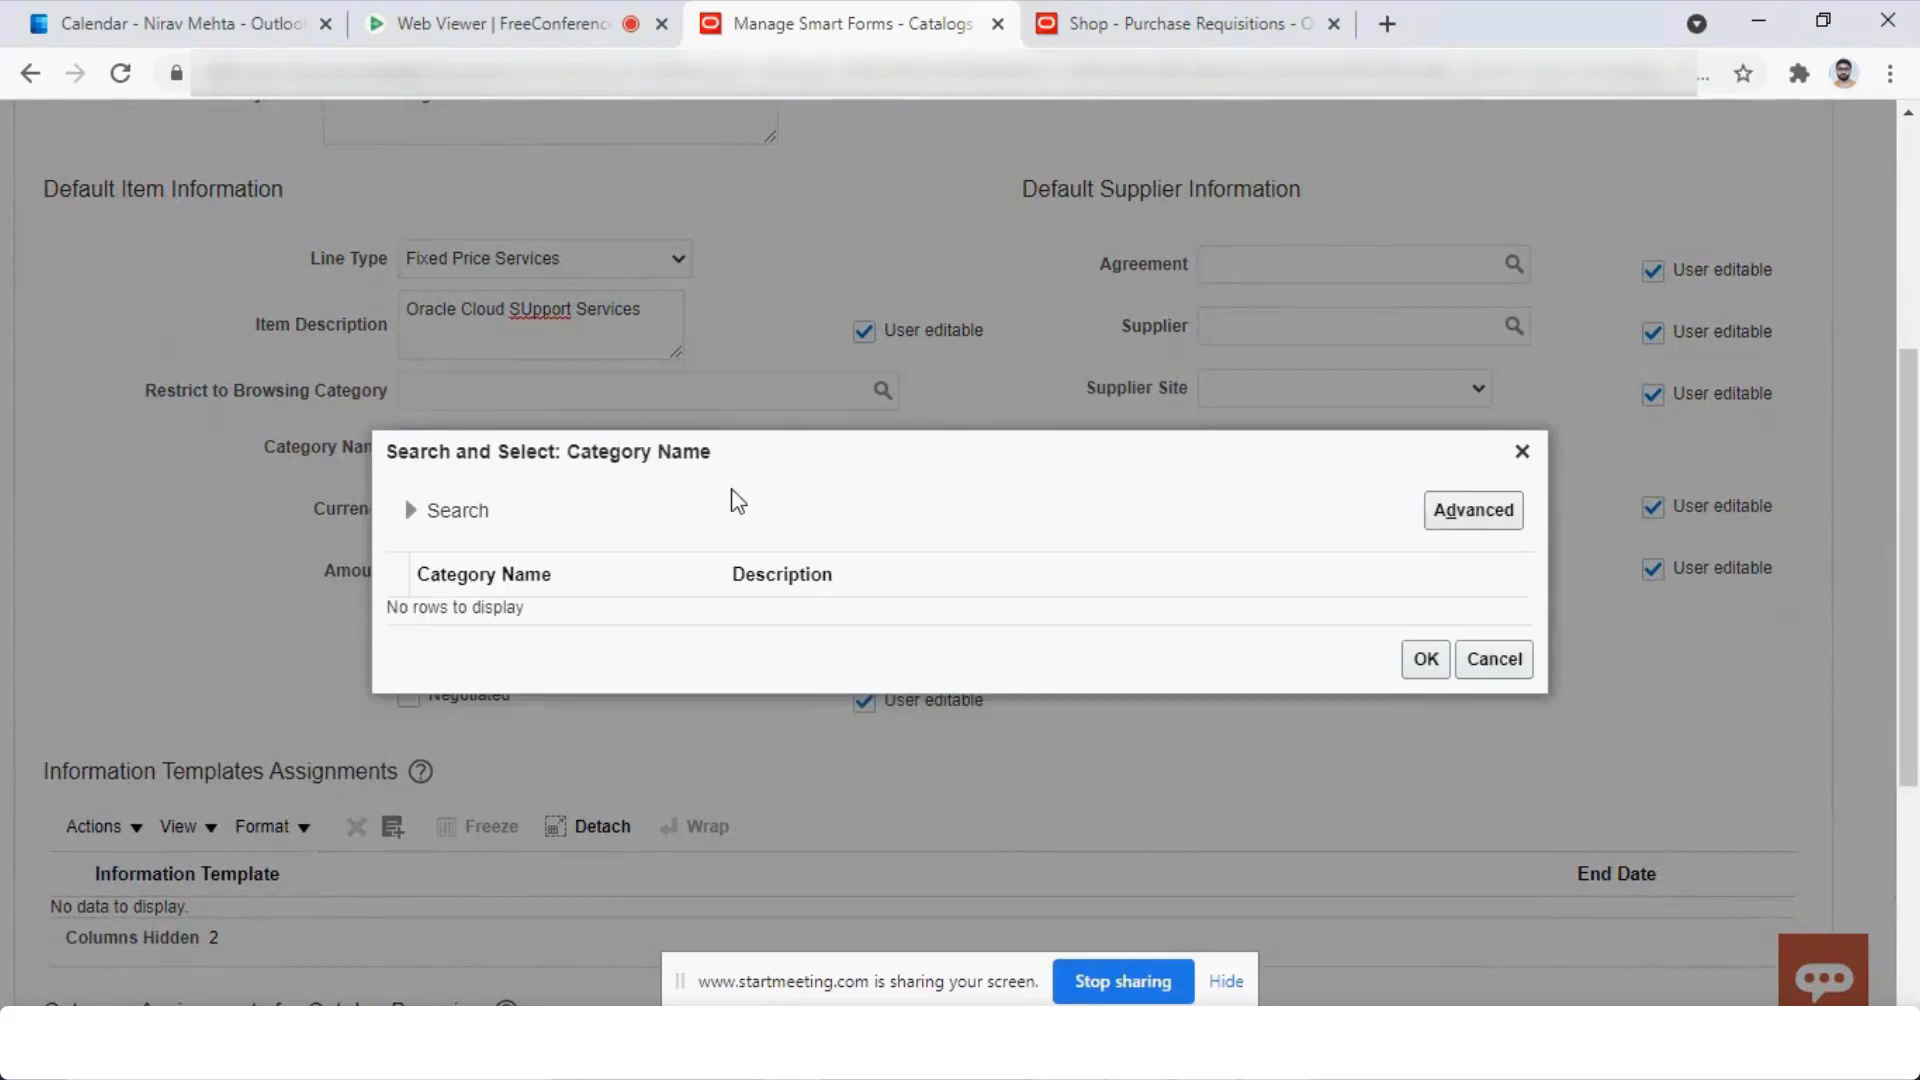 Calendar - Nirav Mehta - Outloo
Web Viewer | FreeConferenc
Manage Smart Forms - Catalogs
Shop - Purchase Requisitions - O
...
Default Item Information
Default Supplier Information
Line Type
Fixed Price Services
Agreement
User editable
Item Description
Oracle Cloud SUpport Services
User editable
Supplier
User editable
Restrict to Browsing Category
Supplier Site
User editable
Category Nam
Search and Select: Category Name
Search
Advanced
Curren
User editable
Category Name
Description
Amou
User editable
No rows to display
OK
Cancel
Negotiated
User editable
Information Templates Assignments
Actions
View
Format
Freeze
Detach
Wrap
Information Template
End Date
No data to display.
Columns Hidden 2
www.startmeeting.com is sharing your screen.
Stop sharing
Hide